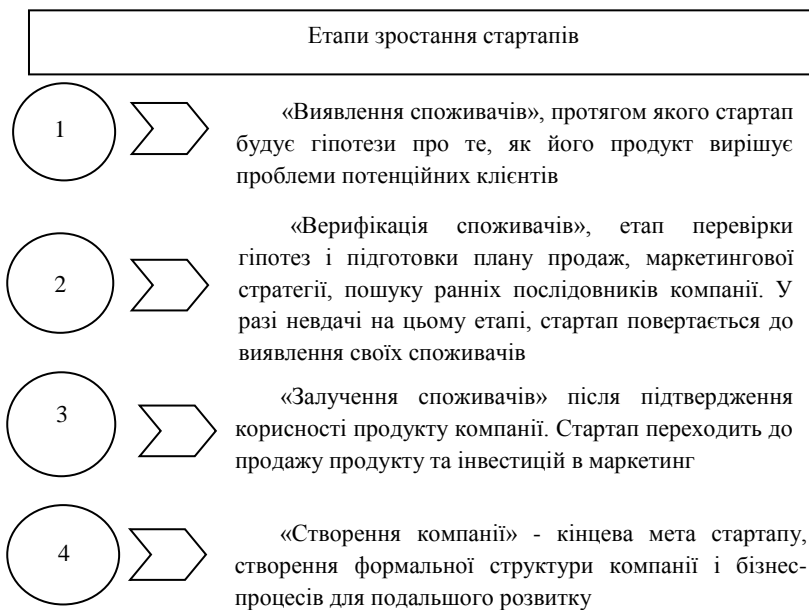 Етапи зростання стартапів
1
«Виявлення споживачів», протягом якого стартап
будує гіпотези про те, як його продукт вирішує
проблеми потенційних клієнтів
2
«Верифікація споживачів», етап перевірки
гіпотез і підготовки плану продаж, маркетингової
стратегії, пошуку ранніх послідовників компанії. У
разі невдачі на цьому етапі, стартап повертається до
виявлення своїх споживачів
3
«Залучення споживачів» після підтвердження
корисності продукту компанії. Стартап переходить до
продажу продукту та інвестицій в маркетинг
4
«Створення компанії» - кінцева мета стартапу,
створення формальної структури компанії і бізнес-
процесів для подальшого розвитку